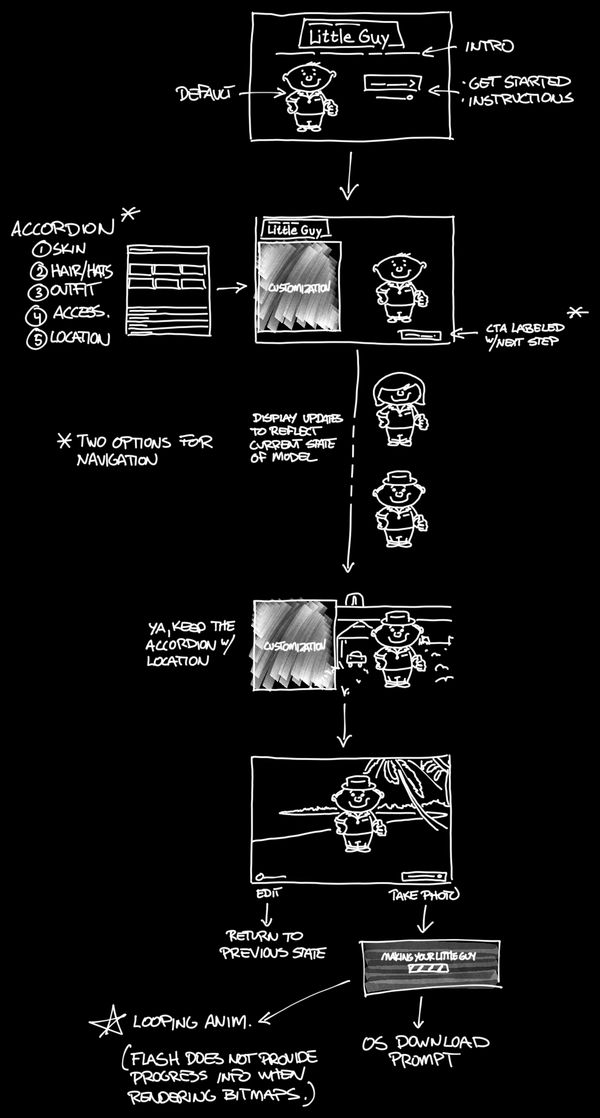 Little Guy
INTRO
DEFAULT
· GET STARTED
· INSTRUCTIONS
ACCORDION *
① SKIN
② HAIR/HATS
③ OUTFIT
④ ACCESS.
⑤ LOCATION
Little Guy
CUSTOMIZATION
*
CTA LABELED
W/NEXT STEP
DISPLAY UPDATES
TO REFLECT
CURRENT STATE
OF MODEL
* TWO OPTIONS FOR
NAVIGATION
YA, KEEP THE
ACCORDION W/
LOCATION
CUSTOMIZATION
EDIT
TAKE PHOTO
RETURN TO
PREVIOUS STATE
MAKING YOUR LITTLE GUY
LOOPING ANIM.
(FLASH DOES NOT PROVIDE
PROGRESS INFO WHEN
RENDERING BITMAPS.)
OS DOWNLOAD
PROMPT